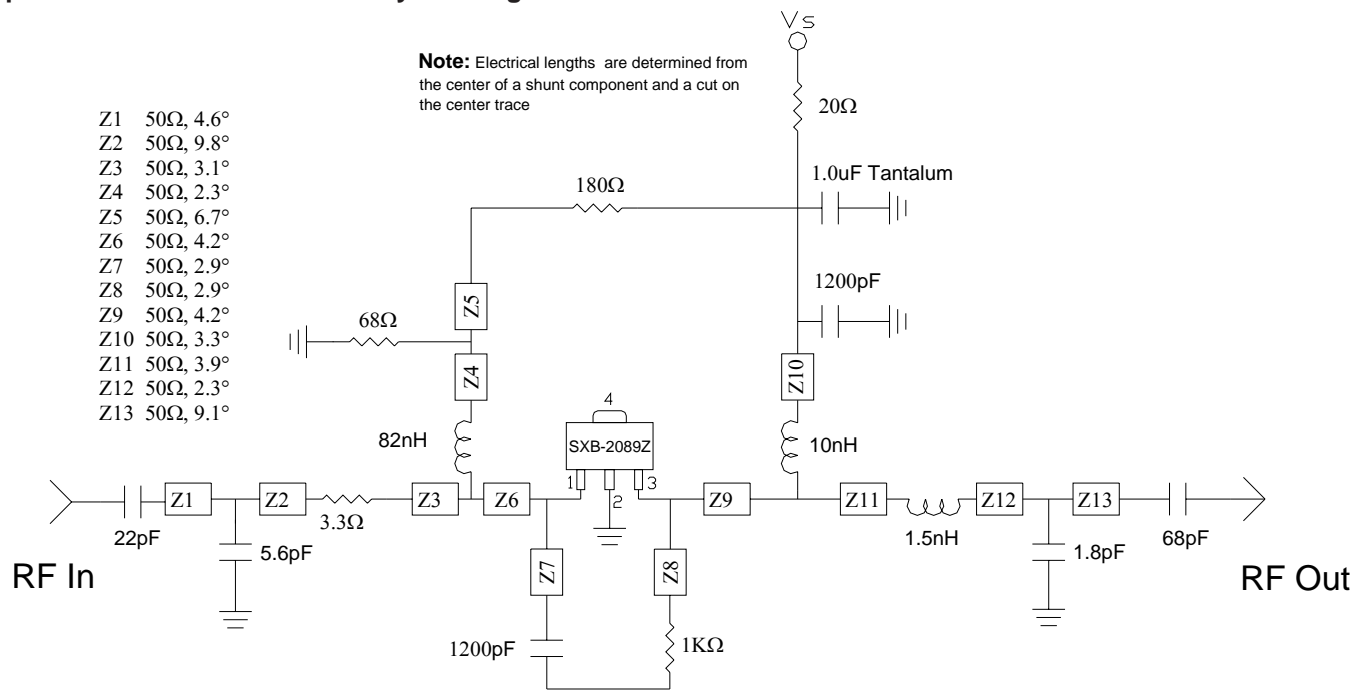 Vs
Note: Electrical lengths are determined from
the center of a shunt component and a cut on
the center trace
20Ω
Z1 50Ω, 4.6°
Z2 50Ω, 9.8°
Z3 50Ω, 3.1°
Z4 50Ω, 2.3°
Z5 50Ω, 6.7°
Z6 50Ω, 4.2°
Z7 50Ω, 2.9°
Z8 50Ω, 2.9°
Z9 50Ω, 4.2°
Z10 50Ω, 3.3°
Z11 50Ω, 3.9°
Z12 50Ω, 2.3°
Z13 50Ω, 9.1°
1.0uF Tantalum
180Ω
1200pF
Z5
68Ω
Z4
Z10
4
82nH
SXB-2089Z
10nH
1
2
3
Z1
Z2
3.3Ω
Z3
Z6
Z9
Z11
1.5nH
Z12
Z13
22pF
5.6pF
1.8pF
68pF
RF In
RF Out
Z7
Z8
1200pF
1KΩ